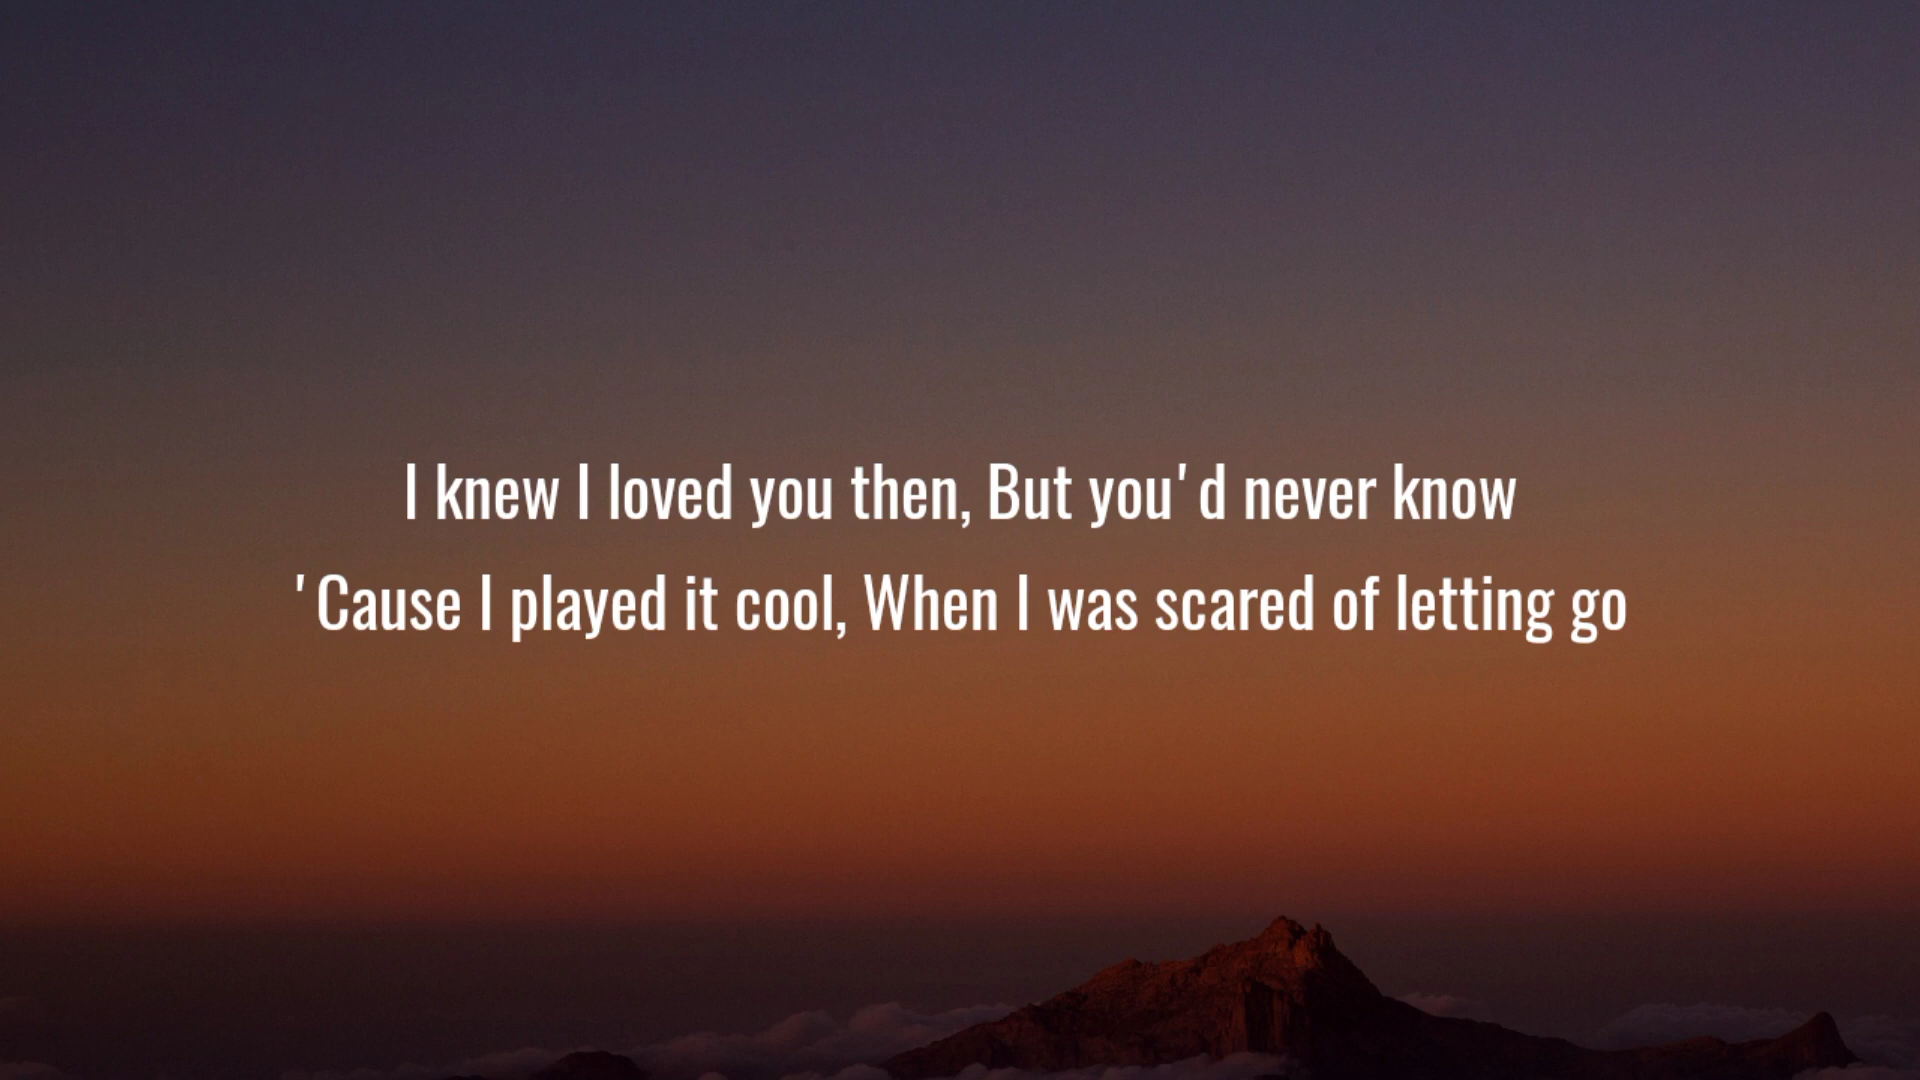 I knew I loved you then, But you'd never know
'Cause I played it cool, When I was scared of letting go